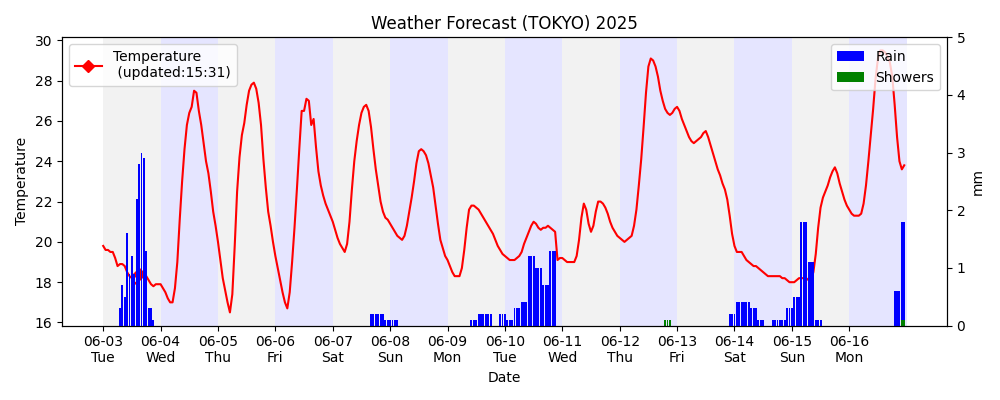 Weather Forecast (TOKYO) 2025
Temperature
(updated:15:31)
Rain
Showers
30
28
26
24
22
20
18
16
Temperature
5
4
3
2
1
0
mm
06-03 06-04 06-05 06-06 06-07 06-08 06-09 06-10 06-11 06-12 06-13 06-14 06-15 06-16
Tue Wed Thu Fri Sat Sun Mon Tue Wed Thu Fri Sat Sun Mon
Date